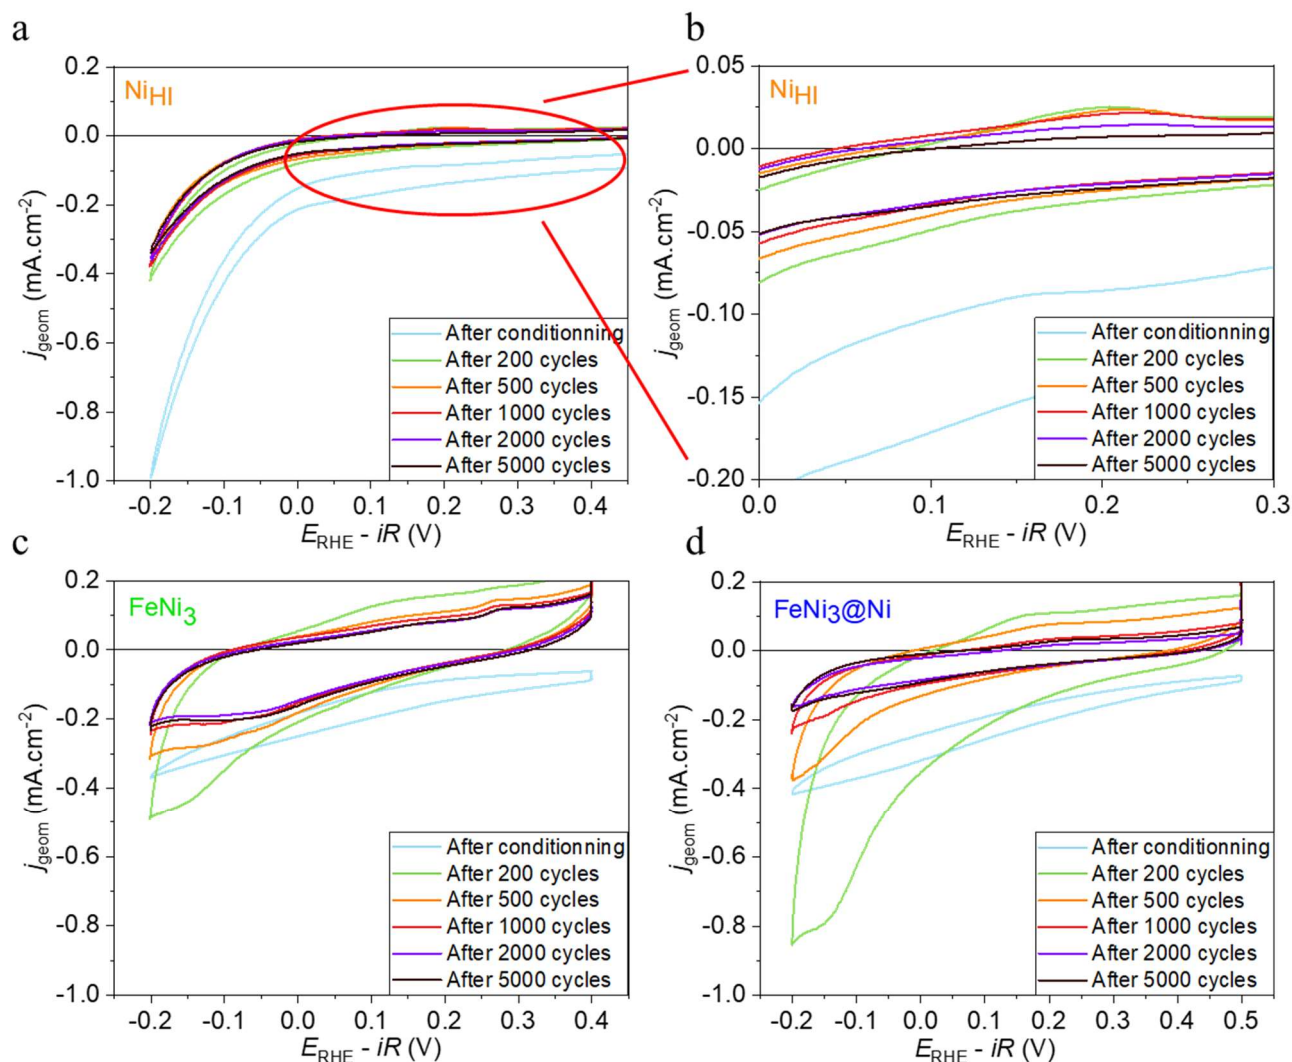 a
0.2
0.0
-0.2
-0.4
-0.6
-0.8
-1.0
-0.2 -0.1 0.0 0.1 0.2 0.3 0.4
j_geom (mA.cm⁻²)
E_RHE - iR (V)
Ni_HI
After conditionning
After 200 cycles
After 500 cycles
After 1000 cycles
After 2000 cycles
After 5000 cycles
b
0.05
0.00
-0.05
-0.10
-0.15
-0.20
0.0 0.1 0.2 0.3
j_geom (mA.cm⁻²)
E_RHE - iR (V)
Ni_HI
After conditionning
After 200 cycles
After 500 cycles
After 1000 cycles
After 2000 cycles
After 5000 cycles
c
0.2
0.0
-0.2
-0.4
-0.6
-0.8
-1.0
-0.2 -0.1 0.0 0.1 0.2 0.3 0.4
j_geom (mA.cm⁻²)
E_RHE - iR (V)
FeNi₃
After conditionning
After 200 cycles
After 500 cycles
After 1000 cycles
After 2000 cycles
After 5000 cycles
d
0.2
0.0
-0.2
-0.4
-0.6
-0.8
-1.0
-0.2 -0.1 0.0 0.1 0.2 0.3 0.4 0.5
j_geom (mA.cm⁻²)
E_RHE - iR (V)
FeNi₃@Ni
After conditionning
After 200 cycles
After 500 cycles
After 1000 cycles
After 2000 cycles
After 5000 cycles